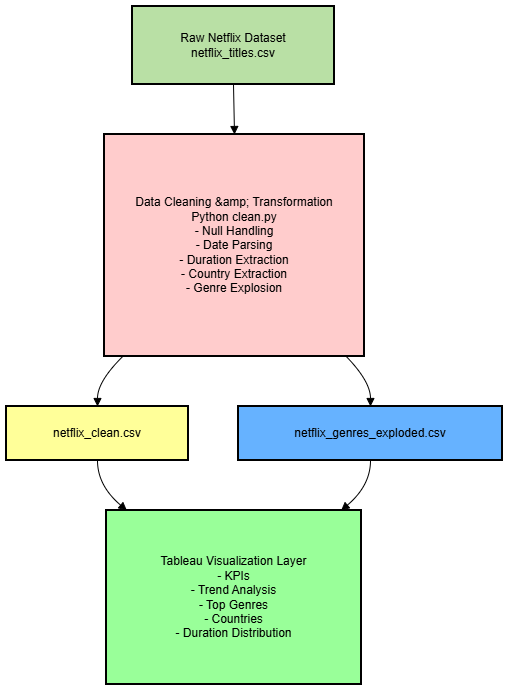 Raw Netflix Dataset
netflix_titles.csv
Data Cleaning &amp; Transformation
Python clean.py
- Null Handling
- Date Parsing
- Duration Extraction
- Country Extraction
- Genre Explosion
netflix_clean.csv
netflix_genres_exploded.csv
Tableau Visualization Layer
- KPIs
- Trend Analysis
- Top Genres
- Countries
- Duration Distribution